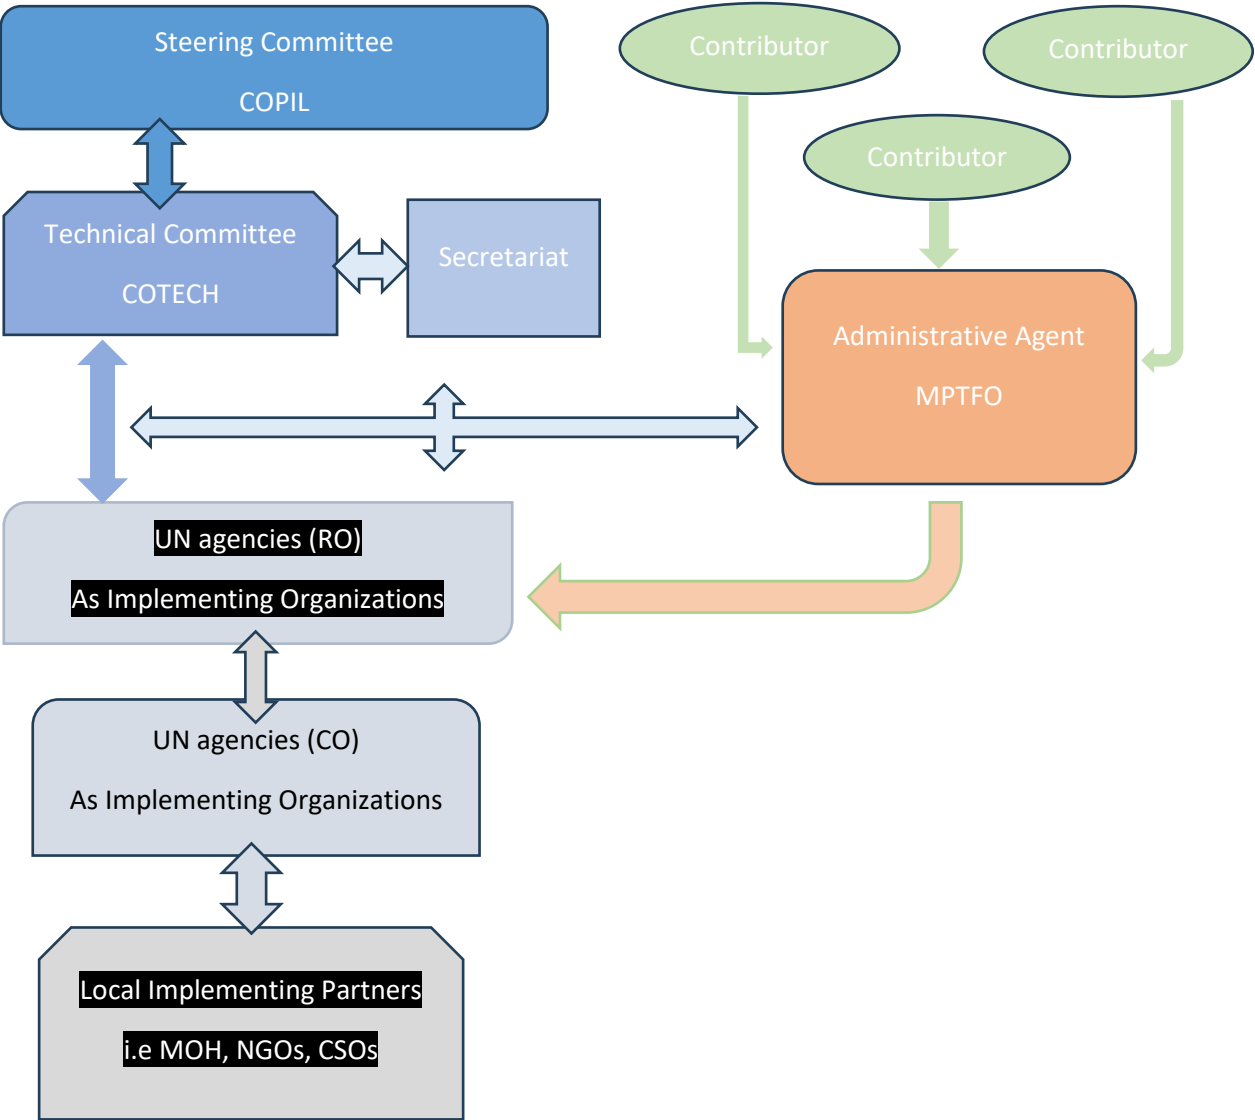 Steering Committee
COPIL
Contributor
Contributor
Contributor
Technical Committee
COTECH
Secretariat
Administrative Agent
MPTFO
UN agencies (RO)
As Implementing Organizations
UN agencies (CO)
As Implementing Organizations
Local Implementing Partners
i.e MOH, NGOs, CSOs